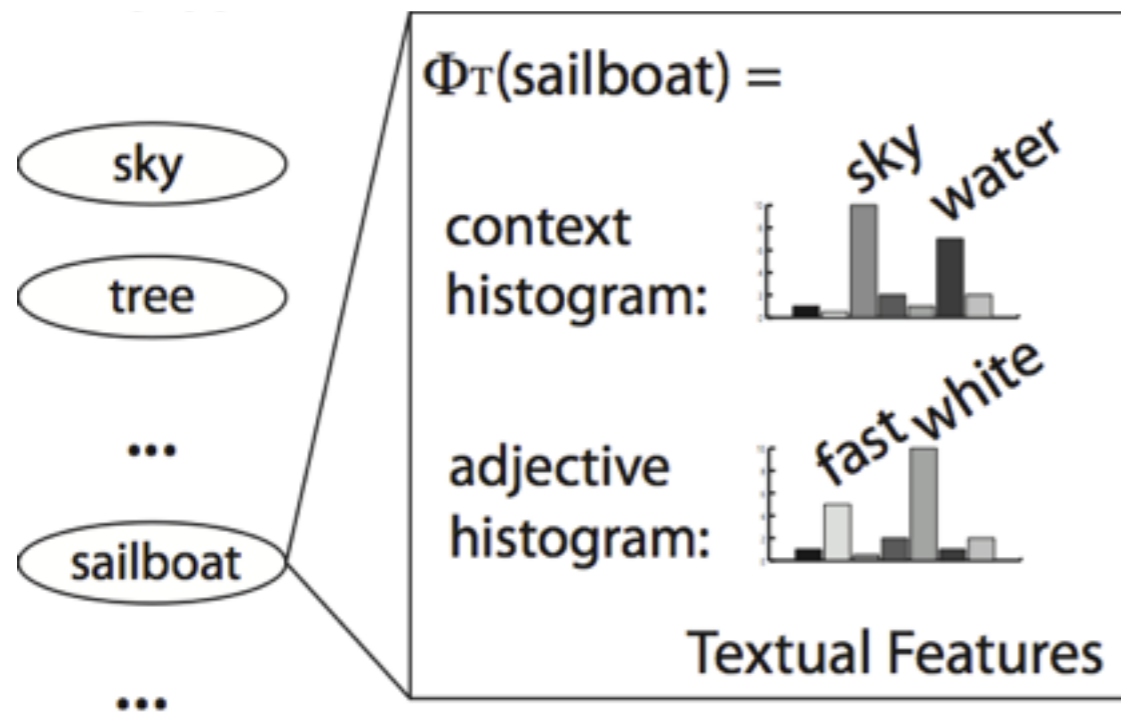 sky
tree
...
sailboat
...
ΦT(sailboat) =
context
histogram:
sky
water
adjective
histogram:
fast
white
Textual Features